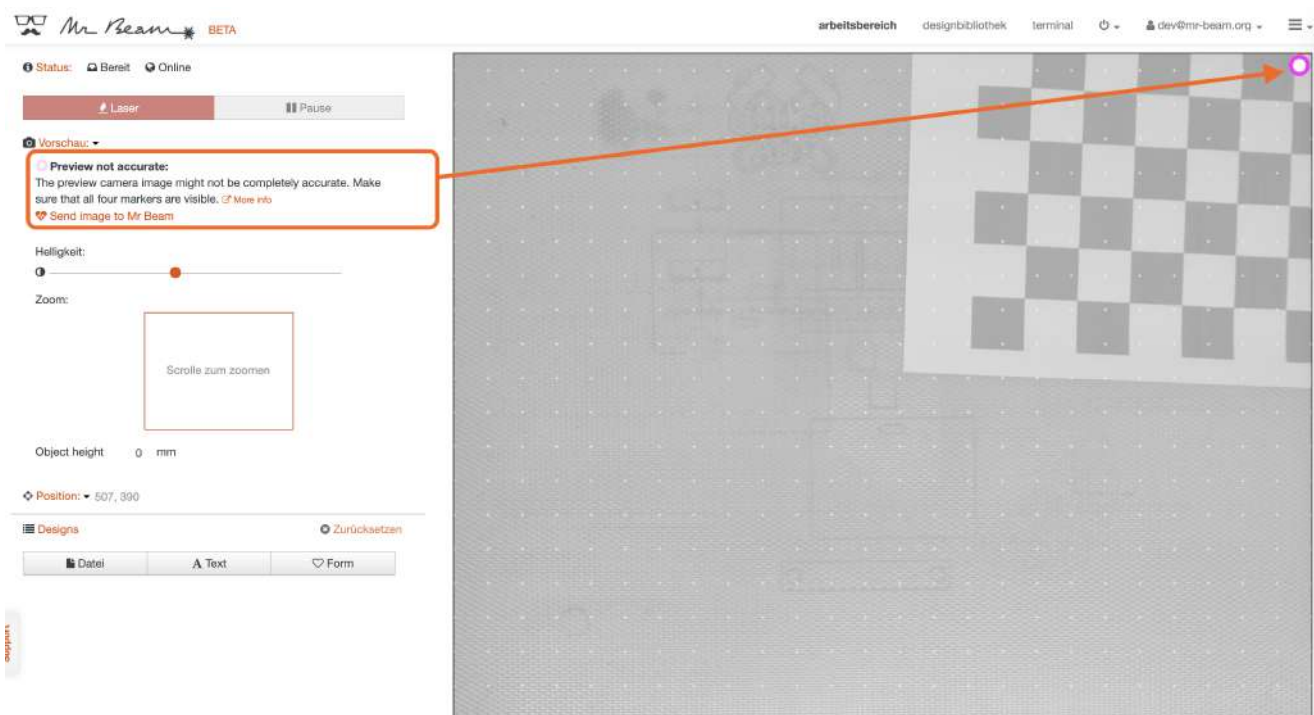 Mr Beam BETA
arbeitsbereich designbibliothek terminal dev@mr-beam.org
Status: Bereit Online
Laser Pause
Vorschau:
Preview not accurate:
The preview camera image might not be completely accurate. Make
sure that all four markers are visible. More info
Send image to Mr Beam
Helligkeit:
Zoom:
Scrolle zum zoomen
Object height 0 mm
Position: 507, 390
Designs Zurücksetzen
Datei A Text Form
Support